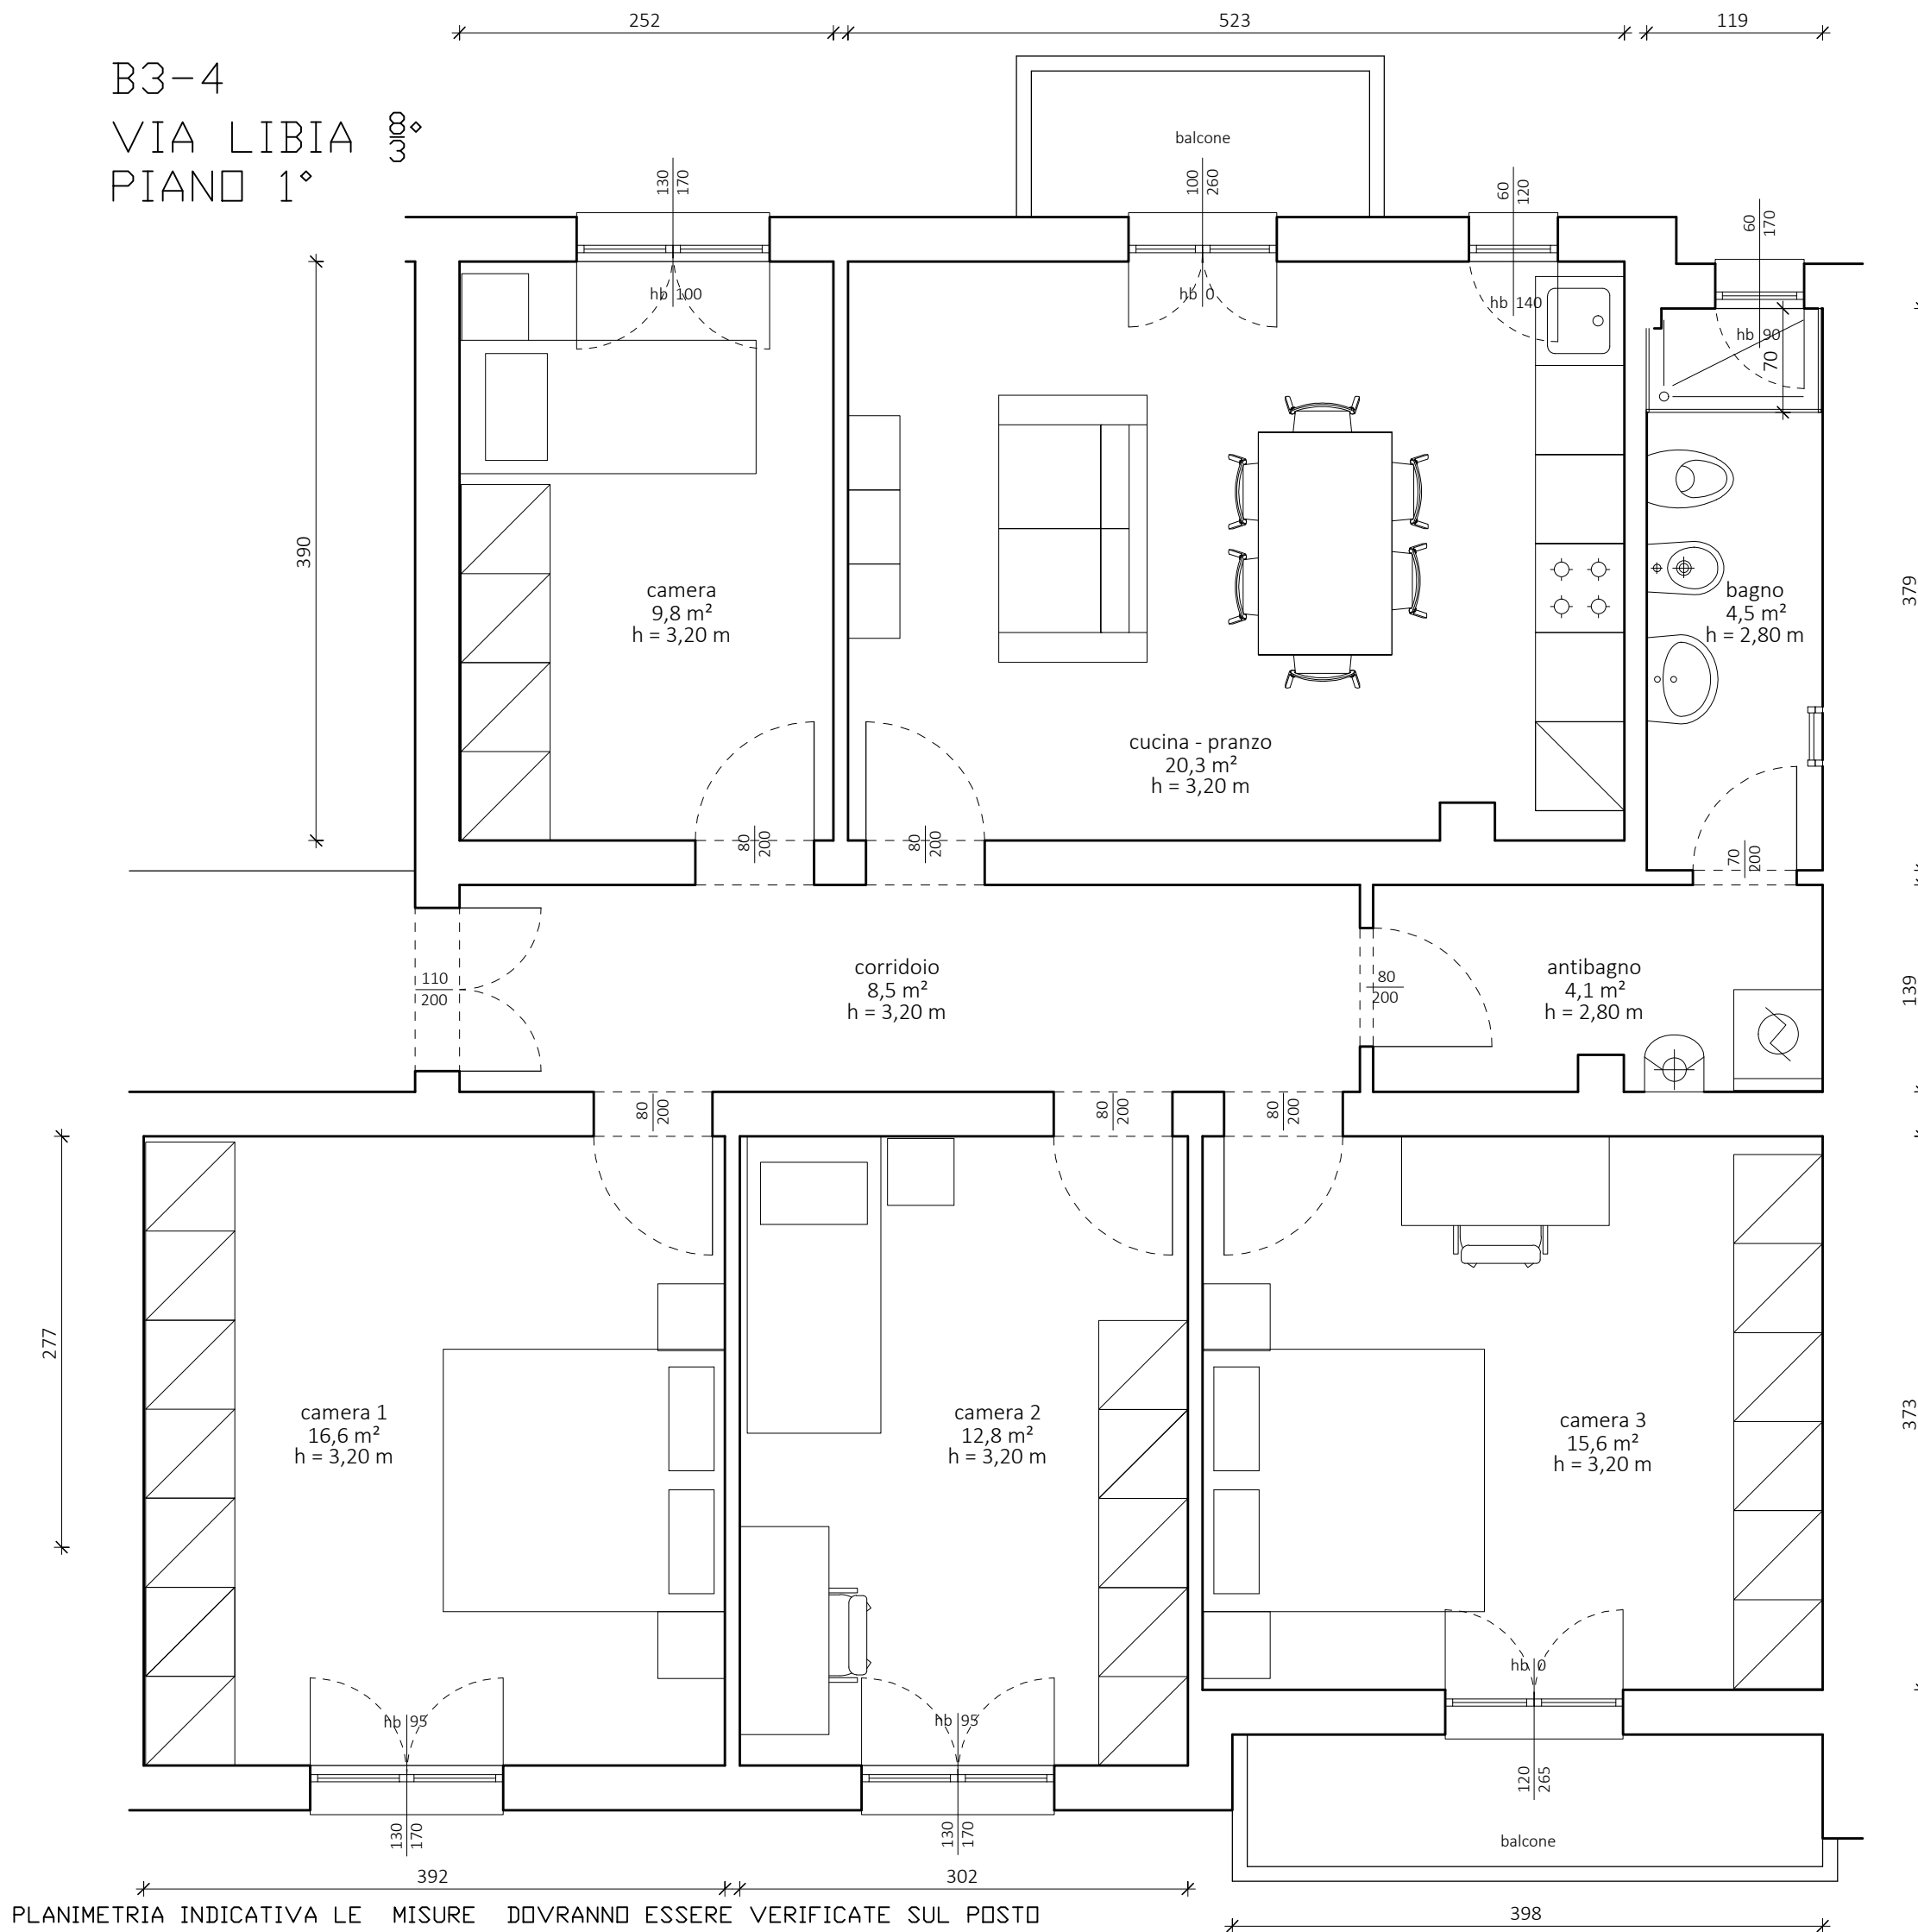 252
523
119
B3-4
VIA LIBIA 8/3°
PIANO 1°
balcone
130
170
100
260
60
120
60
170
hb 100
hb 0
hb 140
hb 90
70
390
camera
9,8 m²
h = 3,20 m
bagno
4,5 m²
h = 2,80 m
379
cucina - pranzo
20,3 m²
h = 3,20 m
80
200
80
200
70
200
110
200
corridoio
8,5 m²
h = 3,20 m
80
200
antibagno
4,1 m²
h = 2,80 m
139
80
200
80
200
80
200
277
camera 1
16,6 m²
h = 3,20 m
camera 2
12,8 m²
h = 3,20 m
camera 3
15,6 m²
h = 3,20 m
373
hb 95
hb 95
hb 0
130
170
130
170
120
265
balcone
392
302
398
PLANIMETRIA INDICATIVA LE MISURE DOVRANNO ESSERE VERIFICATE SUL POSTO